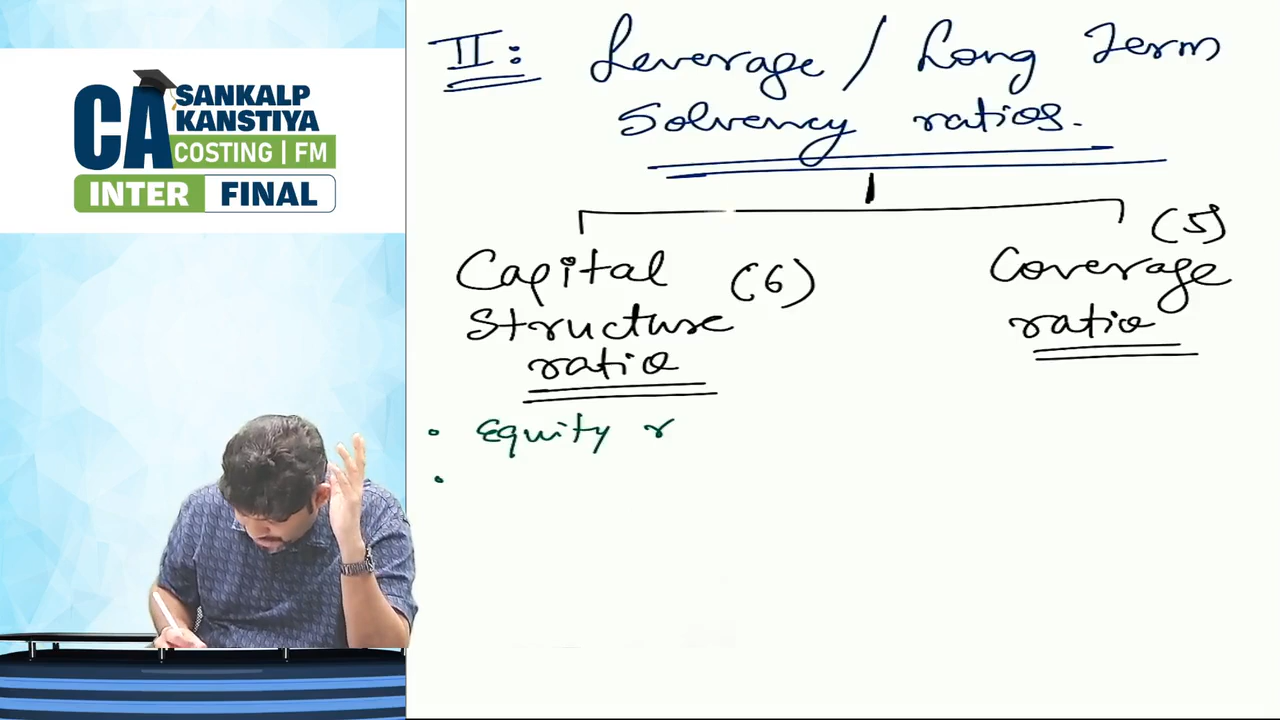 CA SANKALP KANSTIYA
COSTING | FM
INTER FINAL
II: Leverage / Long Term
Solvency ratios.
Capital (6)
Structure
ratio
(5)
Coverage
ratio
• Equity r
•